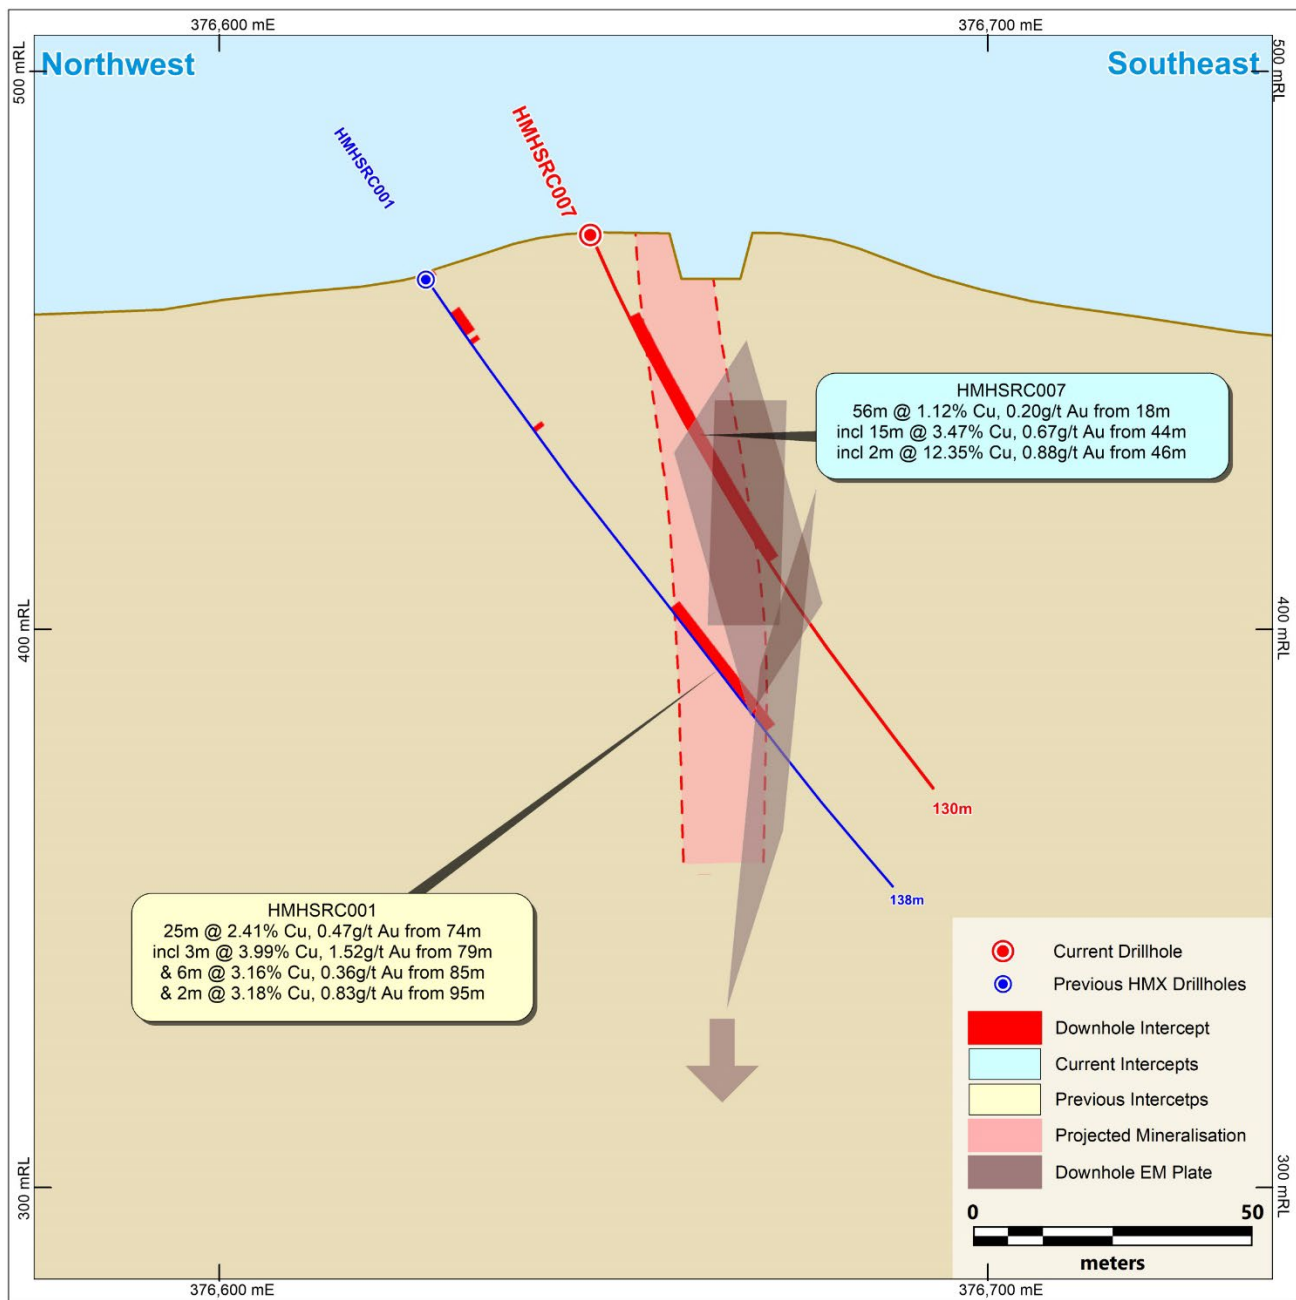 376,600 mE
376,700 mE
500 mRL
500 mRL
Northwest
Southeast
HMHSRC001
HMHSRC007
HMHSRC007
56m @ 1.12% Cu, 0.20g/t Au from 18m
incl 15m @ 3.47% Cu, 0.67g/t Au from 44m
incl 2m @ 12.35% Cu, 0.88g/t Au from 46m
400 mRL
400 mRL
130m
138m
HMHSRC001
25m @ 2.41% Cu, 0.47g/t Au from 74m
incl 3m @ 3.99% Cu, 1.52g/t Au from 79m
& 6m @ 3.16% Cu, 0.36g/t Au from 85m
& 2m @ 3.18% Cu, 0.83g/t Au from 95m
Current Drillhole
Previous HMX Drillholes
Downhole Intercept
Current Intercepts
Previous Intercetps
Projected Mineralisation
Downhole EM Plate
0 50
meters
300 mRL
300 mRL
376,600 mE
376,700 mE